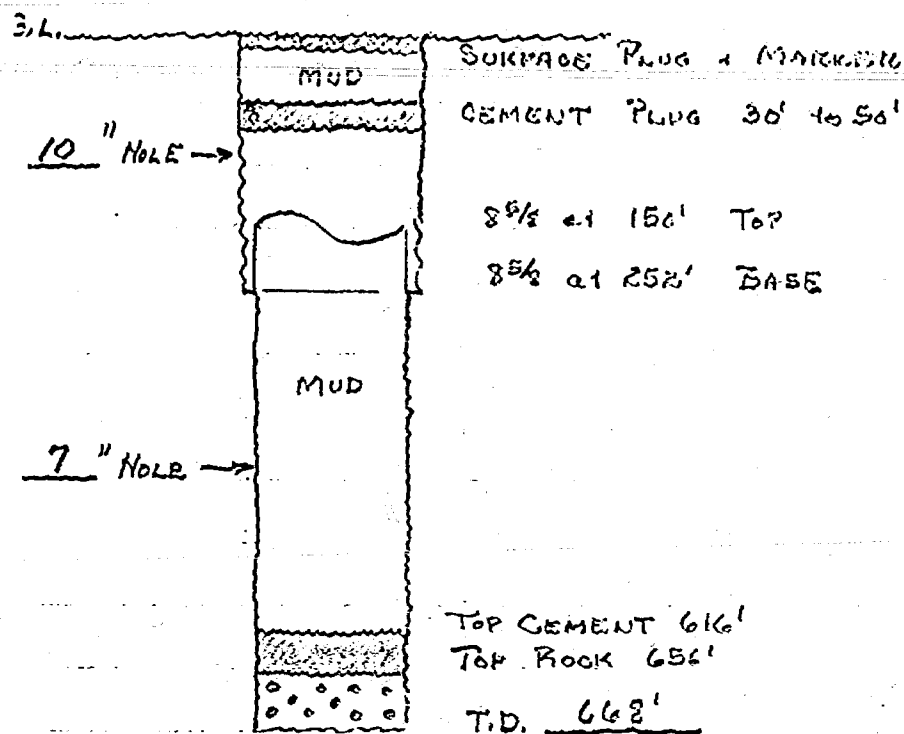 G.L.
SURFACE PLUG & MARKER
MUD
CEMENT PLUG 30' to 50'
10 " HOLE
8 5/8 at 150' TOP
8 5/8 at 252' BASE
MUD
7 " HOLE
TOP CEMENT 616'
TOP ROCK 656'
T.D. 668'